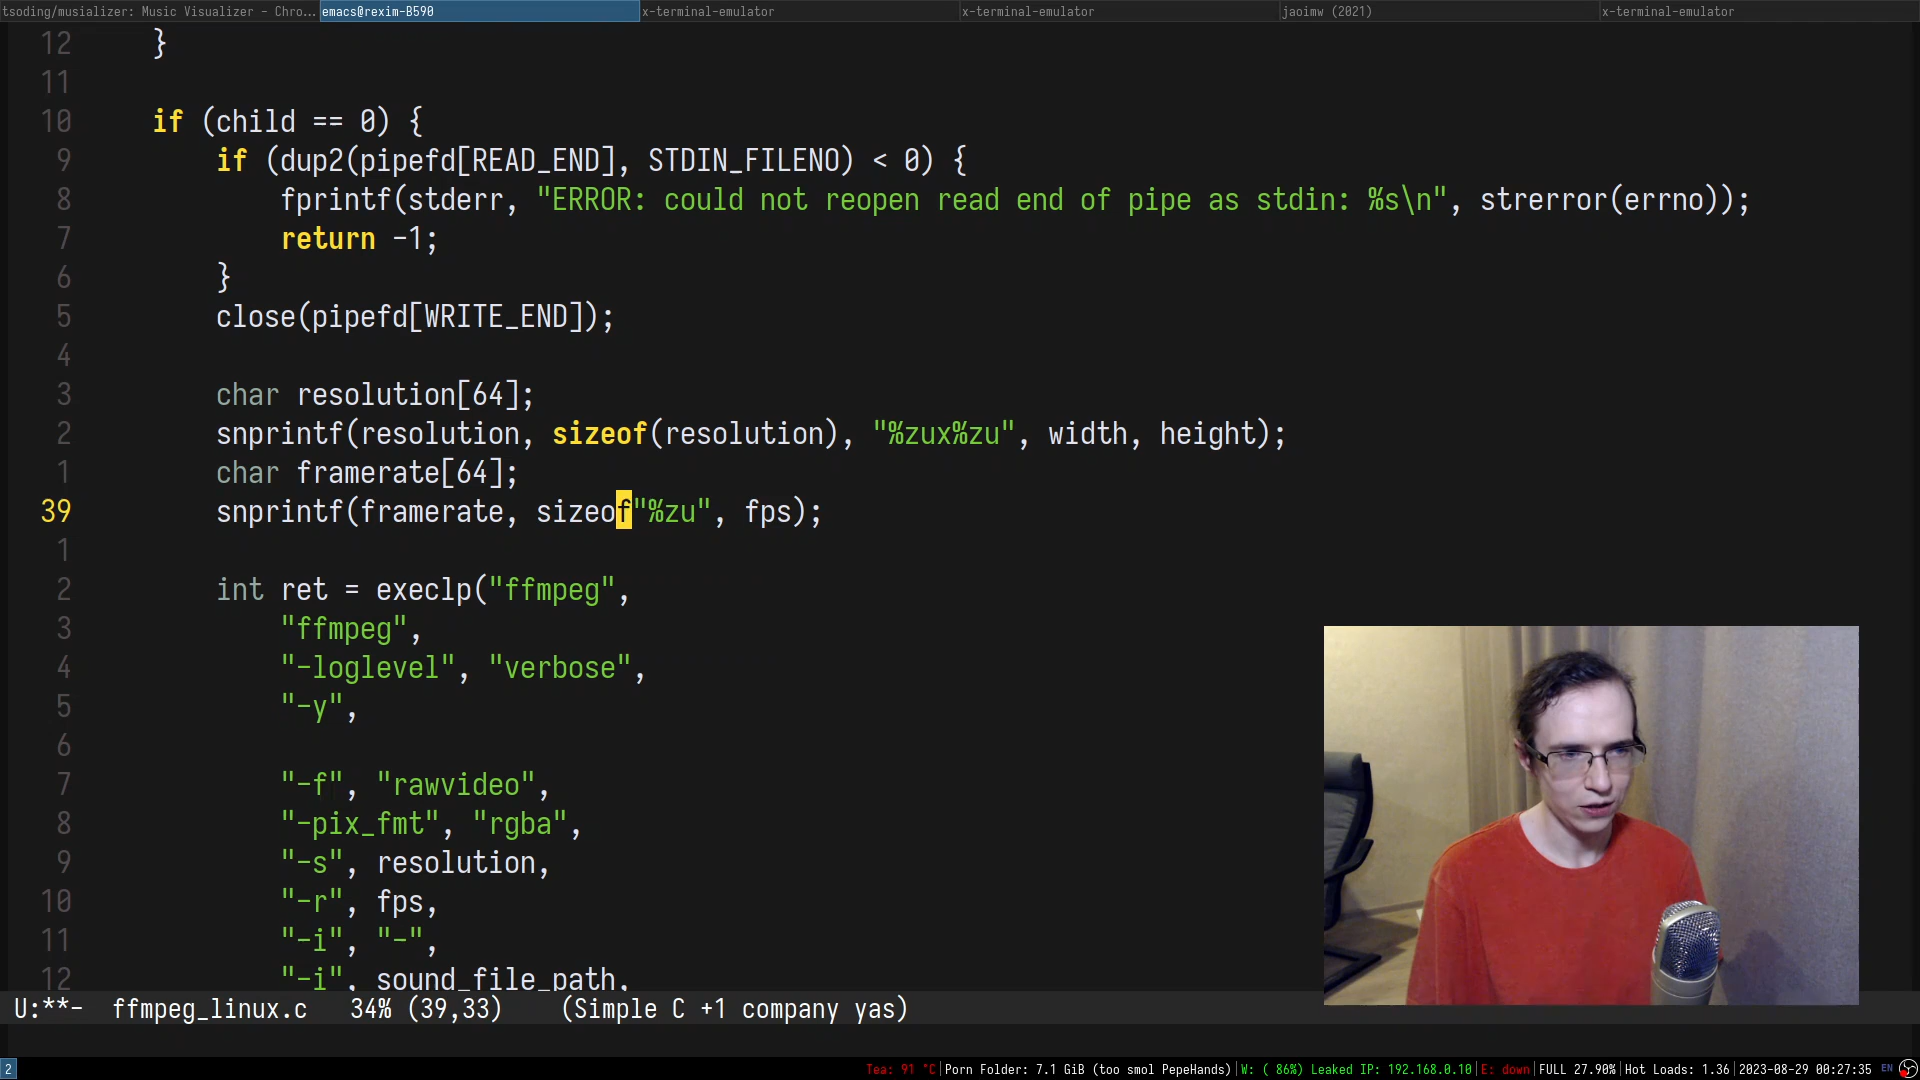 tsoding/musializer: Music Visualizer - Chro... emacs@rexim-B590 x-terminal-emulator x-terminal-emulator jaoimw (2021) x-terminal-emulator
12 }
11
10 if (child == 0) {
9 if (dup2(pipefd[READ_END], STDIN_FILENO) < 0) {
8 fprintf(stderr, "ERROR: could not reopen read end of pipe as stdin: %s\n", strerror(errno));
7 return -1;
6 }
5 close(pipefd[WRITE_END]);
4
3 char resolution[64];
2 snprintf(resolution, sizeof(resolution), "%zux%zu", width, height);
1 char framerate[64];
39 snprintf(framerate, sizeof"%zu", fps);
1
2 int ret = execlp("ffmpeg",
3 "ffmpeg",
4 "-loglevel", "verbose",
5 "-y",
6
7 "-f", "rawvideo",
8 "-pix_fmt", "rgba",
9 "-s", resolution,
10 "-r", fps,
11 "-i", "-",
12 "-i", sound_file_path,
U:**- ffmpeg_linux.c 34% (39,33) (Simple C +1 company yas)
2 Tea: 91 °C|Porn Folder: 7.1 GiB (too smol PepeHands)|W: ( 86%) Leaked IP: 192.168.0.10|E: down|FULL 27.90%|Hot Loads: 1.36|2023-08-29 00:27:35 EN